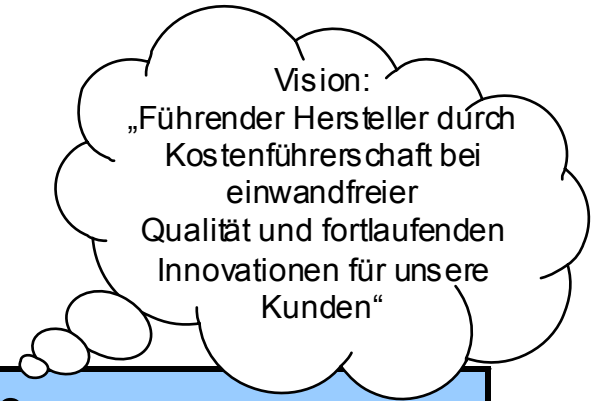 Vision:
„Führender Hersteller durch
Kostenführerschaft bei
einwandfreier
Qualität und fortlaufenden
Innovationen für unsere
Kunden“